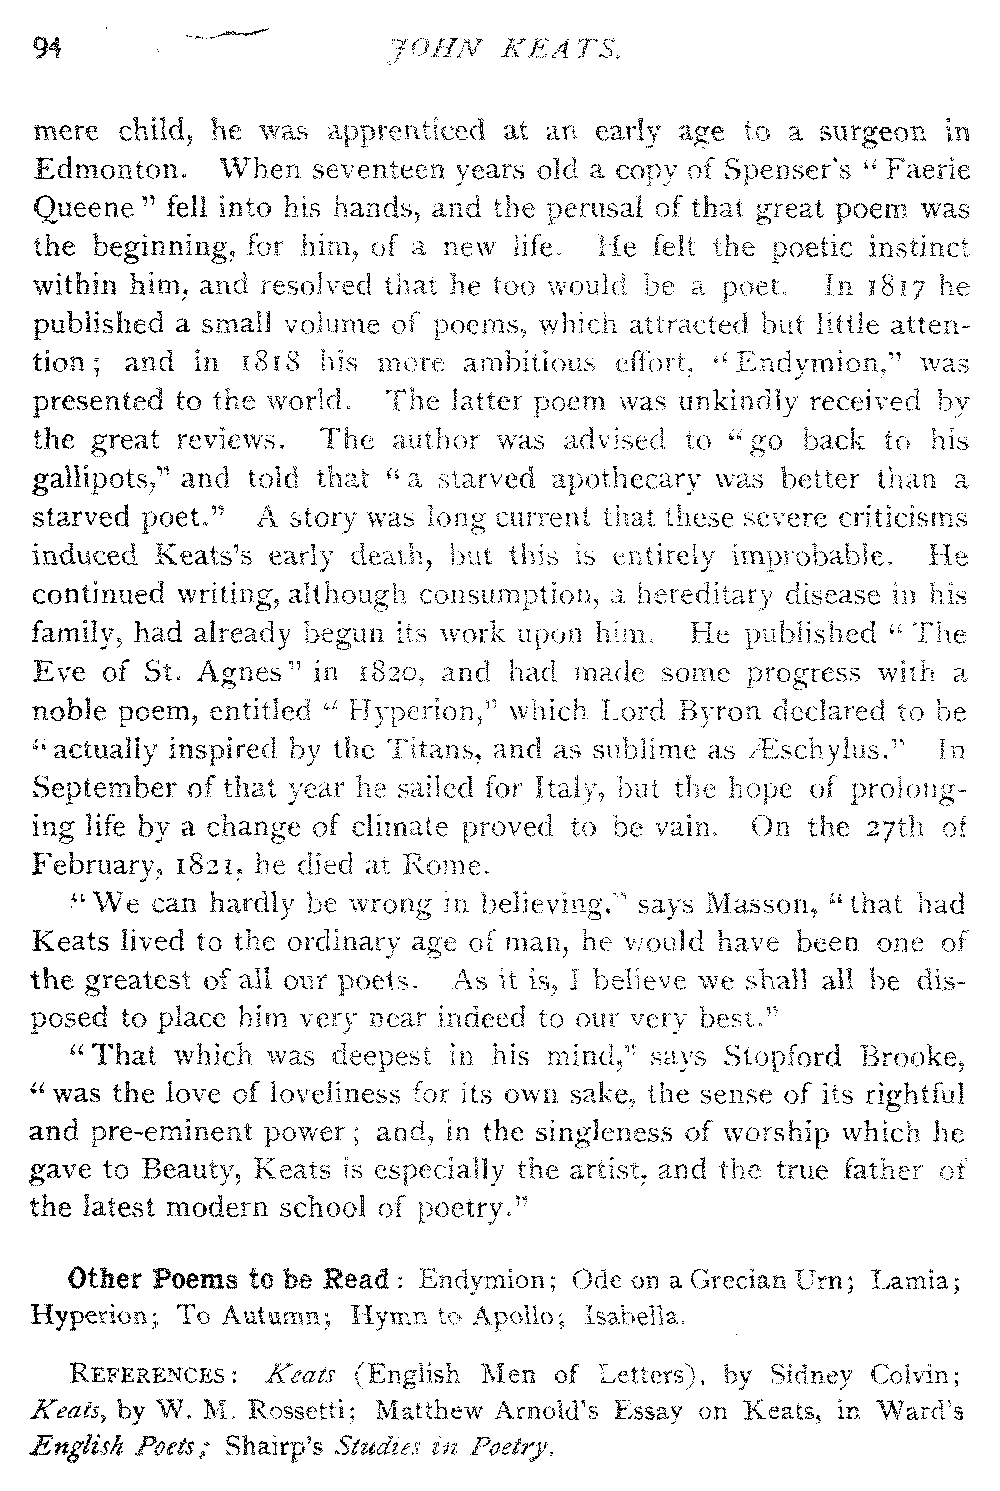 94 JOHN KEATS.
mere child, he was apprenticed at an early age to a surgeon in
Edmonton. When seventeen years old a copy of Spenser's “ Faerie
Queene ” fell into his hands, and the perusal of that great poem was
the beginning, for him, of a new life. He felt the poetic instinct
within him, and resolved that he too would be a poet. In 1817 he
published a small volume of poems, which attracted but little atten-
tion ; and in 1818 his more ambitious effort, “ Endymion,” was
presented to the world. The latter poem was unkindly received by
the great reviews. The author was advised to “ go back to his
gallipots,” and told that “ a starved apothecary was better than a
starved poet.” A story was long current that these severe criticisms
induced Keats's early death, but this is entirely improbable. He
continued writing, although consumption, a hereditary disease in his
family, had already begun its work upon him. He published “ The
Eve of St. Agnes ” in 1820, and had made some progress with a
noble poem, entitled “ Hyperion,” which Lord Byron declared to be
“ actually inspired by the Titans, and as sublime as Æschylus.” In
September of that year he sailed for Italy, but the hope of prolong-
ing life by a change of climate proved to be vain. On the 27th of
February, 1821, he died at Rome.
“ We can hardly be wrong in believing,” says Masson, “ that had
Keats lived to the ordinary age of man, he would have been one of
the greatest of all our poets. As it is, I believe we shall all be dis-
posed to place him very near indeed to our very best.”
“ That which was deepest in his mind,” says Stopford Brooke,
“ was the love of loveliness for its own sake, the sense of its rightful
and pre-eminent power ; and, in the singleness of worship which he
gave to Beauty, Keats is especially the artist, and the true father of
the latest modern school of poetry.”
Other Poems to be Read : Endymion; Ode on a Grecian Urn; Lamia;
Hyperion; To Autumn; Hymn to Apollo; Isabella.
REFERENCES: Keats (English Men of Letters), by Sidney Colvin;
Keats, by W. M. Rossetti; Matthew Arnold's Essay on Keats, in Ward's
English Poets; Shairp's Studies in Poetry.